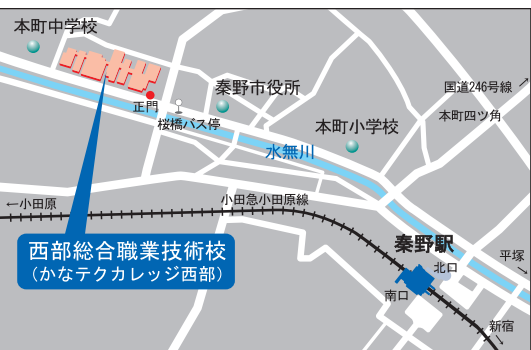 本町中学校
国道246号線
秦野市役所
正門
本町四ツ角
桜橋バス停
本町小学校
水無川
←小田原
小田急小田原線
西部総合職業技術校
(かなテクカレッジ西部)
秦野駅
平塚
北口
南口
新宿